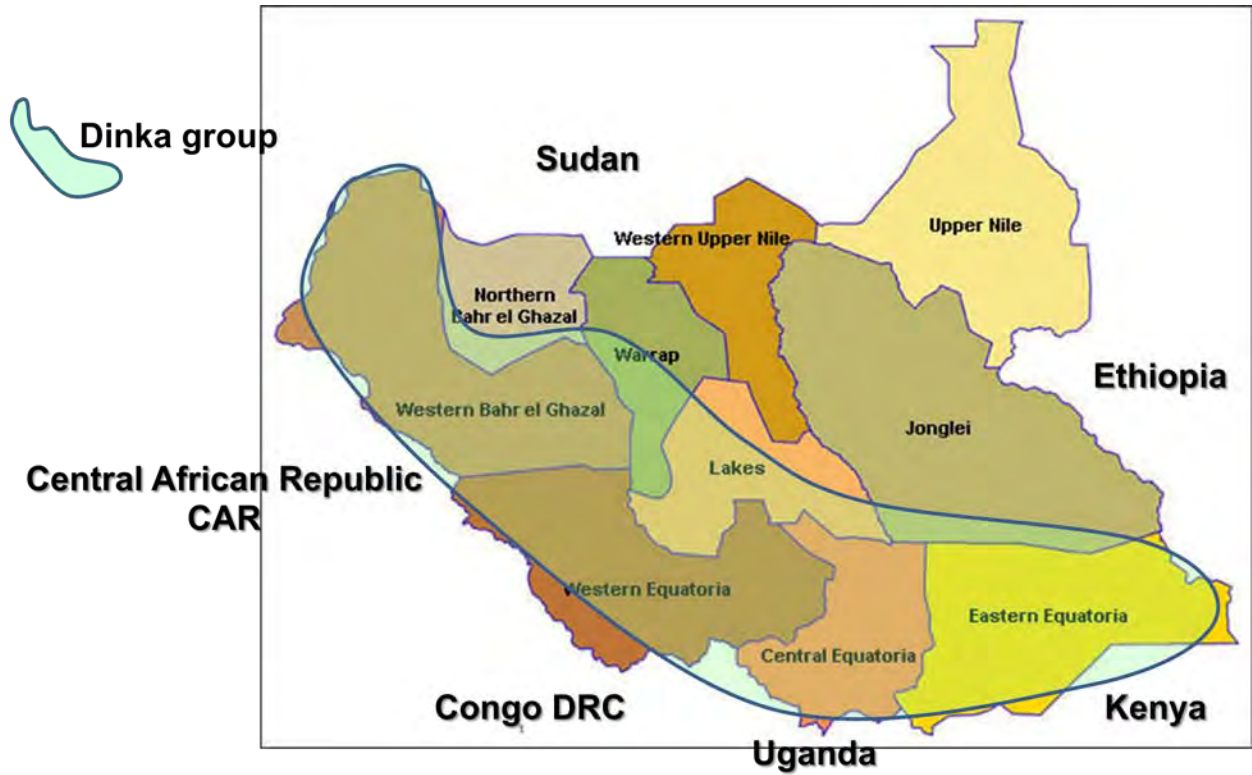 Dinka group
Sudan
Western Upper Nile
Upper Nile
Northern
Bahr el Ghazal
Warrap
Ethiopia
Western Bahr el Ghazal
Jonglei
Lakes
Central African Republic
CAR
Western Equatoria
Eastern Equatoria
Central Equatoria
Congo DRC
Kenya
1
Uganda